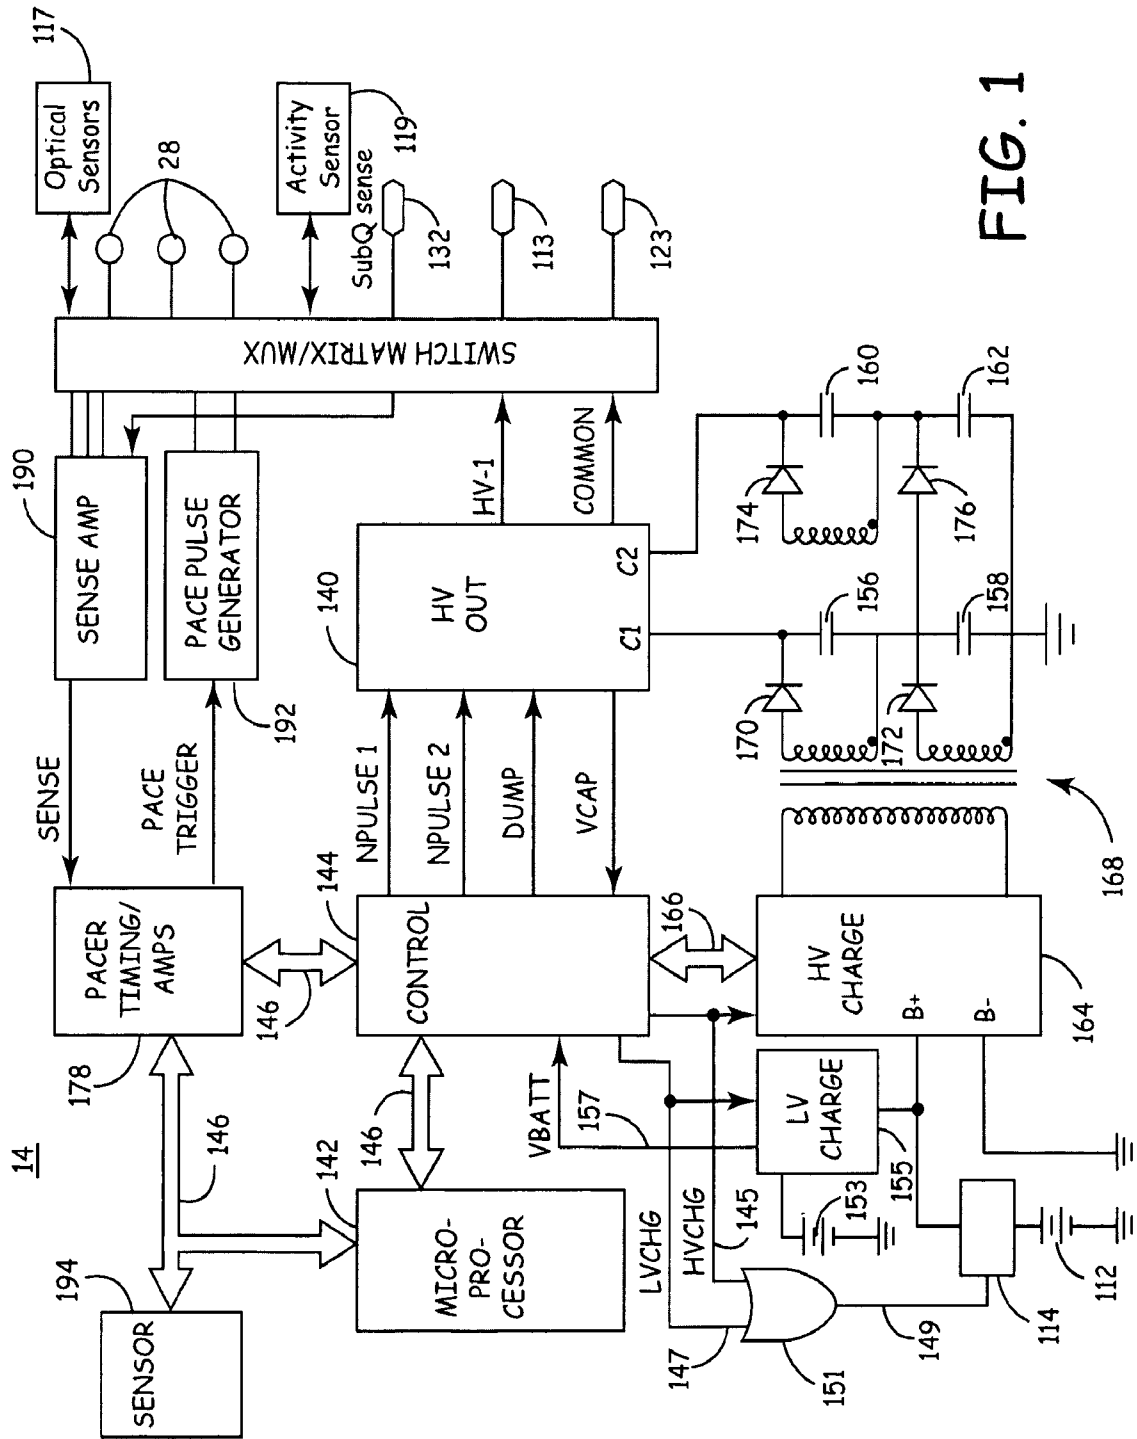 14
SENSOR
194
146
178
PACER
TIMING/
AMPS
SENSE
PACE
TRIGGER
190
SENSE AMP
PACE PULSE
GENERATOR
192
SWITCH MATRIX/MUX
Optical
Sensors
117
28
Activity
Sensor
119
SubQ sense
132
113
123
142
MICRO-
PRO-
CESSOR
146
146
144
CONTROL
NPULSE 1
NPULSE 2
DUMP
VCAP
140
HV
OUT
C1
C2
HV-1
COMMON
VBATT
157
LVCHG
HVCHG
145
147
151
149
LV
CHARGE
153
155
114
112
166
HV
CHARGE
B+
B-
164
168
170
172
156
158
174
176
160
162
FIG. 1